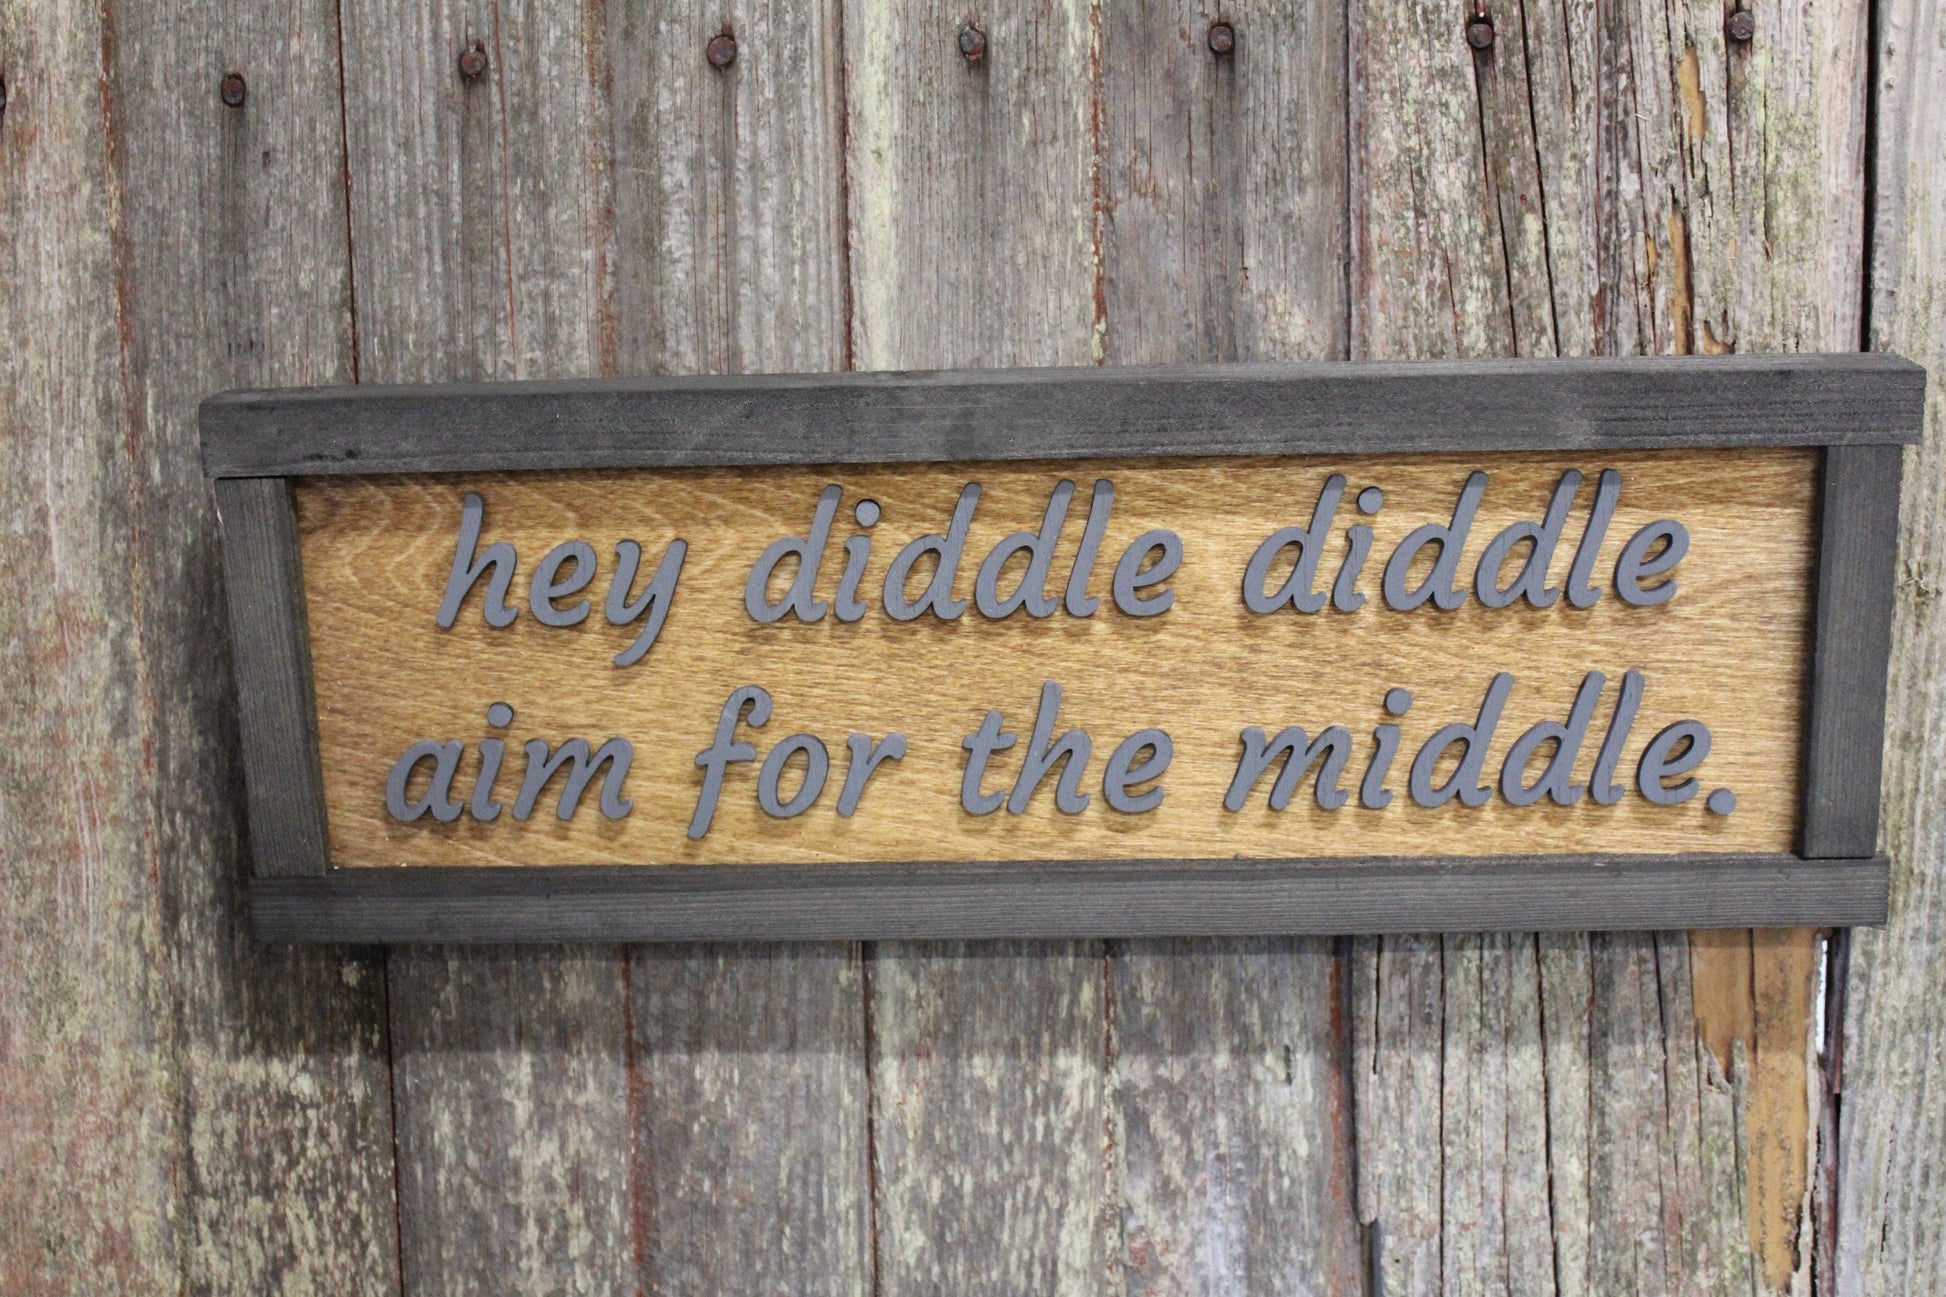 hey diddle diddle
aim for the middle.